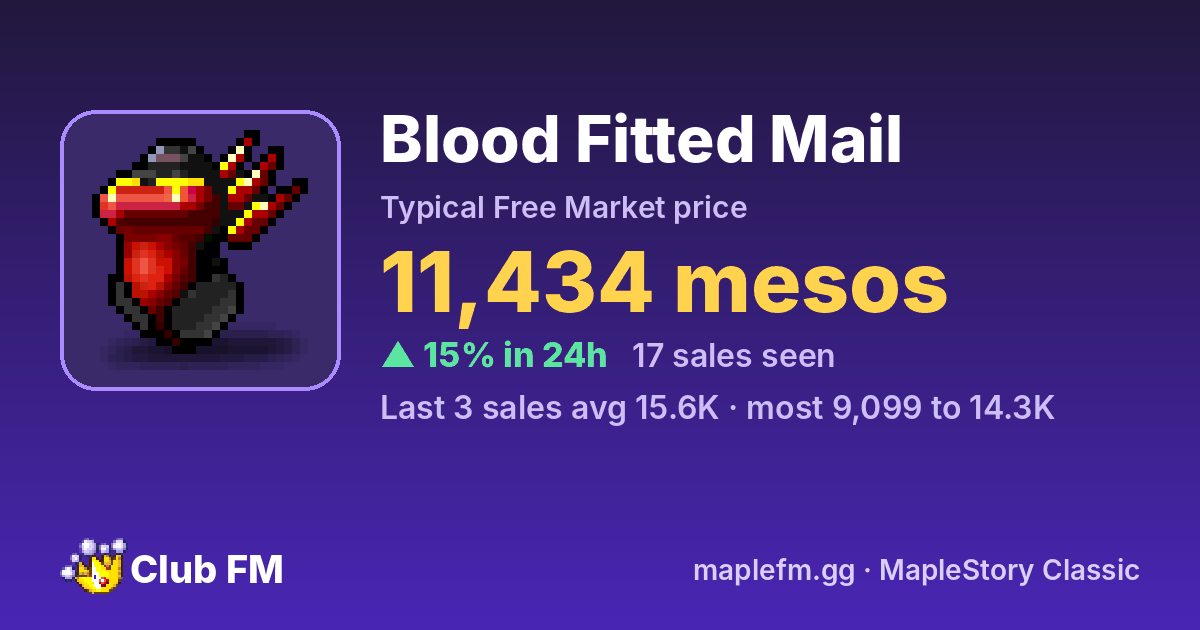 Blood Fitted Mail
Typical Free Market price
11,434 mesos
▲ 15% in 24h 17 sales seen
Last 3 sales avg 15.6K · most 9,099 to 14.3K
Club FM
maplefm.gg · MapleStory Classic